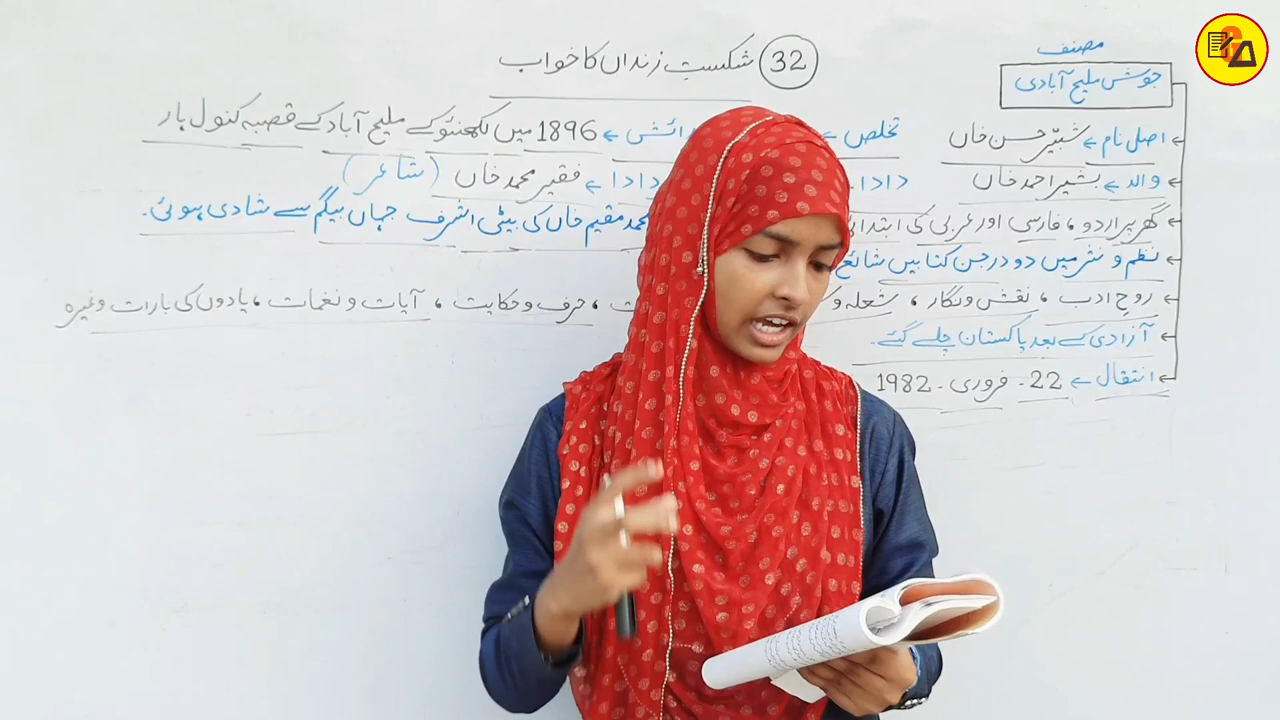 32 شکستِ زنداں کا خواب
مصنف
جوشؔ ملیح آبادی
اصل نام ← شبیر حسن خاں
تخلص ←
← 1896 میں لکھنؤ کے ملیح آباد کے قصبہ کنول ہار
والد ← بشیر احمد خاں
دادا
دادا ← فقیر محمد خاں (شاعر)
گھر پر اردو، فارسی اور عربی کی
محمد مقیم خاں کی بیٹی اشرف جہاں بیگم سے شادی ہوئی۔
نظم و نثر میں دو درجن کتابیں شائع
روحِ ادب، نقش و نگار، شعلہ و
، حرف و حکایت، آیات و نغمات، یادوں کی بارات وغیرہ
آزادی کے بعد پاکستان چلے گئے۔
انتقال ← 22۔ فروری۔ 1982